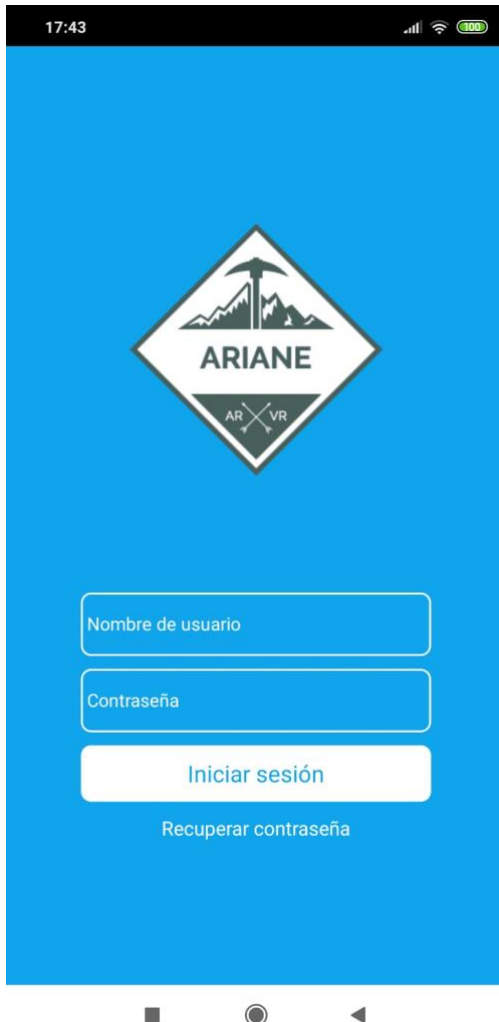 17:43
100
ARIANE
AR VR
Nombre de usuario
Contraseña
Iniciar sesión
Recuperar contraseña